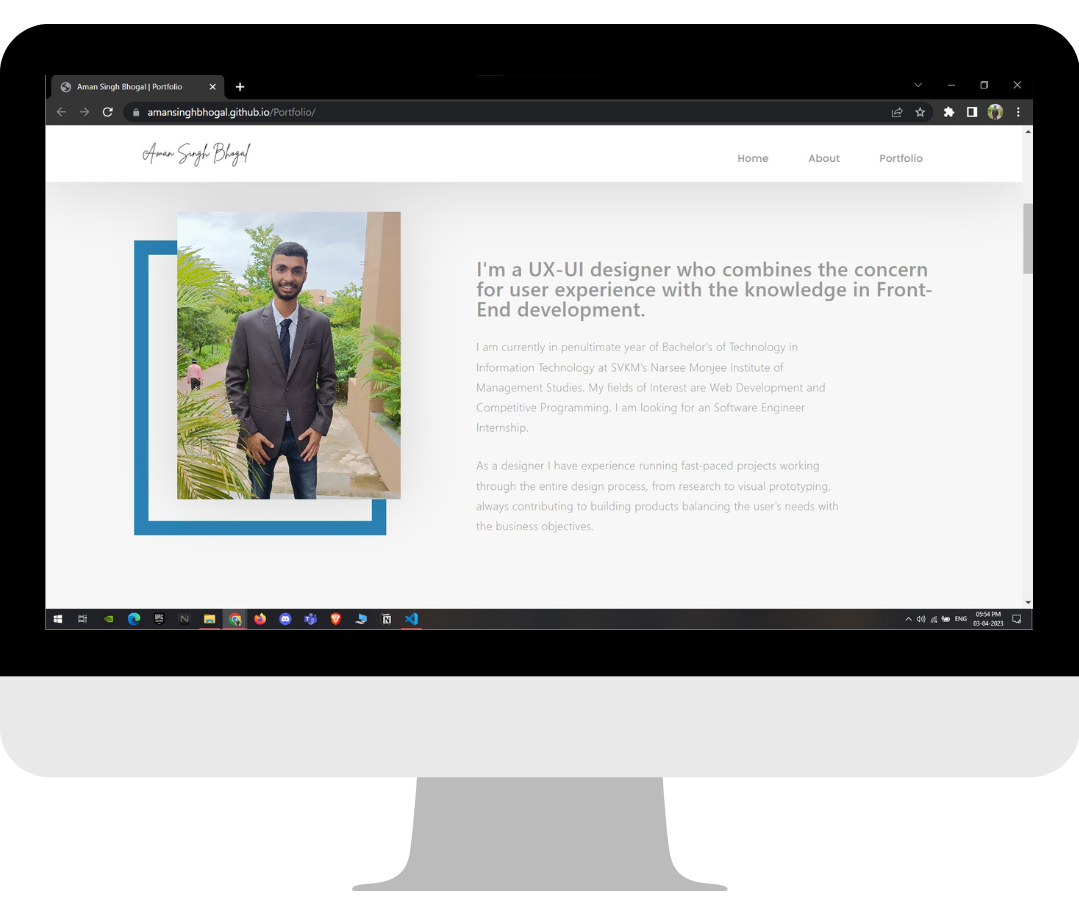 Aman Singh Bhogal | Portfolio
amansinghbhogal.github.io/Portfolio/
Aman Singh Bhogal
Home About Portfolio
I'm a UX-UI designer who combines the concern
for user experience with the knowledge in Front-
End development.
I am currently in penultimate year of Bachelor's of Technology in
Information Technology at SVKM's Narsee Monjee Institute of
Management Studies. My fields of Interest are Web Development and
Competitive Programming. I am looking for an Software Engineer
Internship.
As a designer I have experience running fast-paced projects working
through the entire design process, from research to visual prototyping,
always contributing to building products balancing the user's needs with
the business objectives.
ENG
05:54 PM
03-04-2023